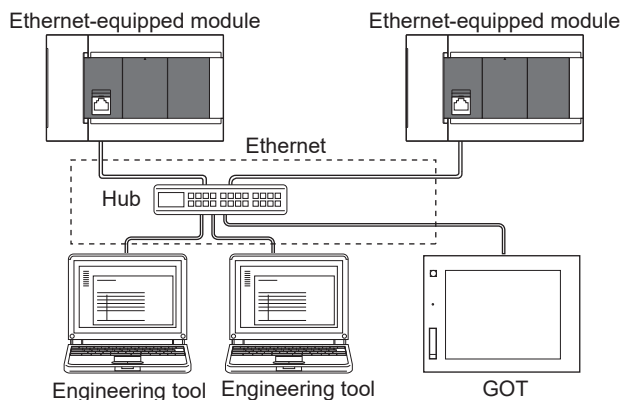 Ethernet-equipped module
Ethernet-equipped module
Ethernet
Hub
Engineering tool
Engineering tool
GOT